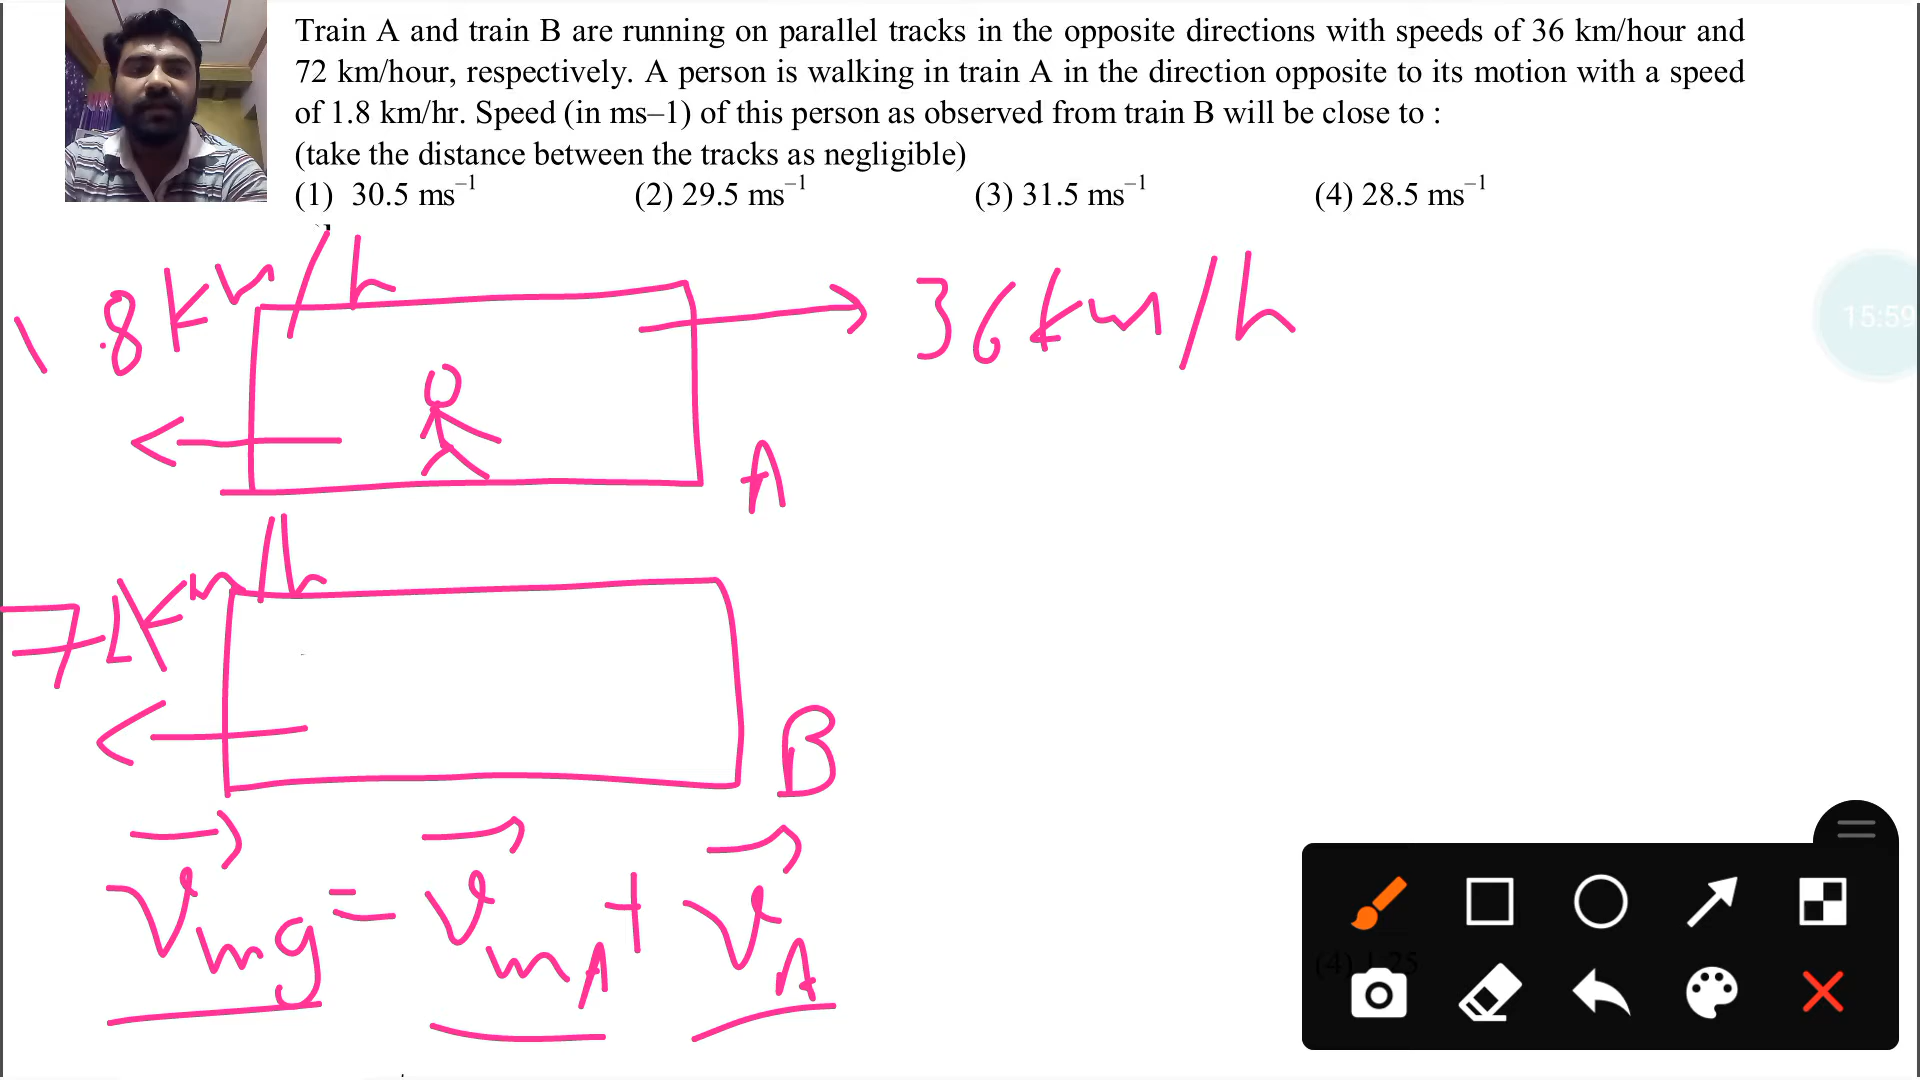 Train A and train B are running on parallel tracks in the opposite directions with speeds of 36 km/hour and
72 km/hour, respectively. A person is walking in train A in the direction opposite to its motion with a speed
of 1.8 km/hr. Speed (in ms–1) of this person as observed from train B will be close to :
(take the distance between the tracks as negligible)
(1) 30.5 ms⁻¹ (2) 29.5 ms⁻¹ (3) 31.5 ms⁻¹ (4) 28.5 ms⁻¹
1.8 km/h
36 km/h
15:59
A
72 km/h
B
v⃗mg = v⃗mA + v⃗A